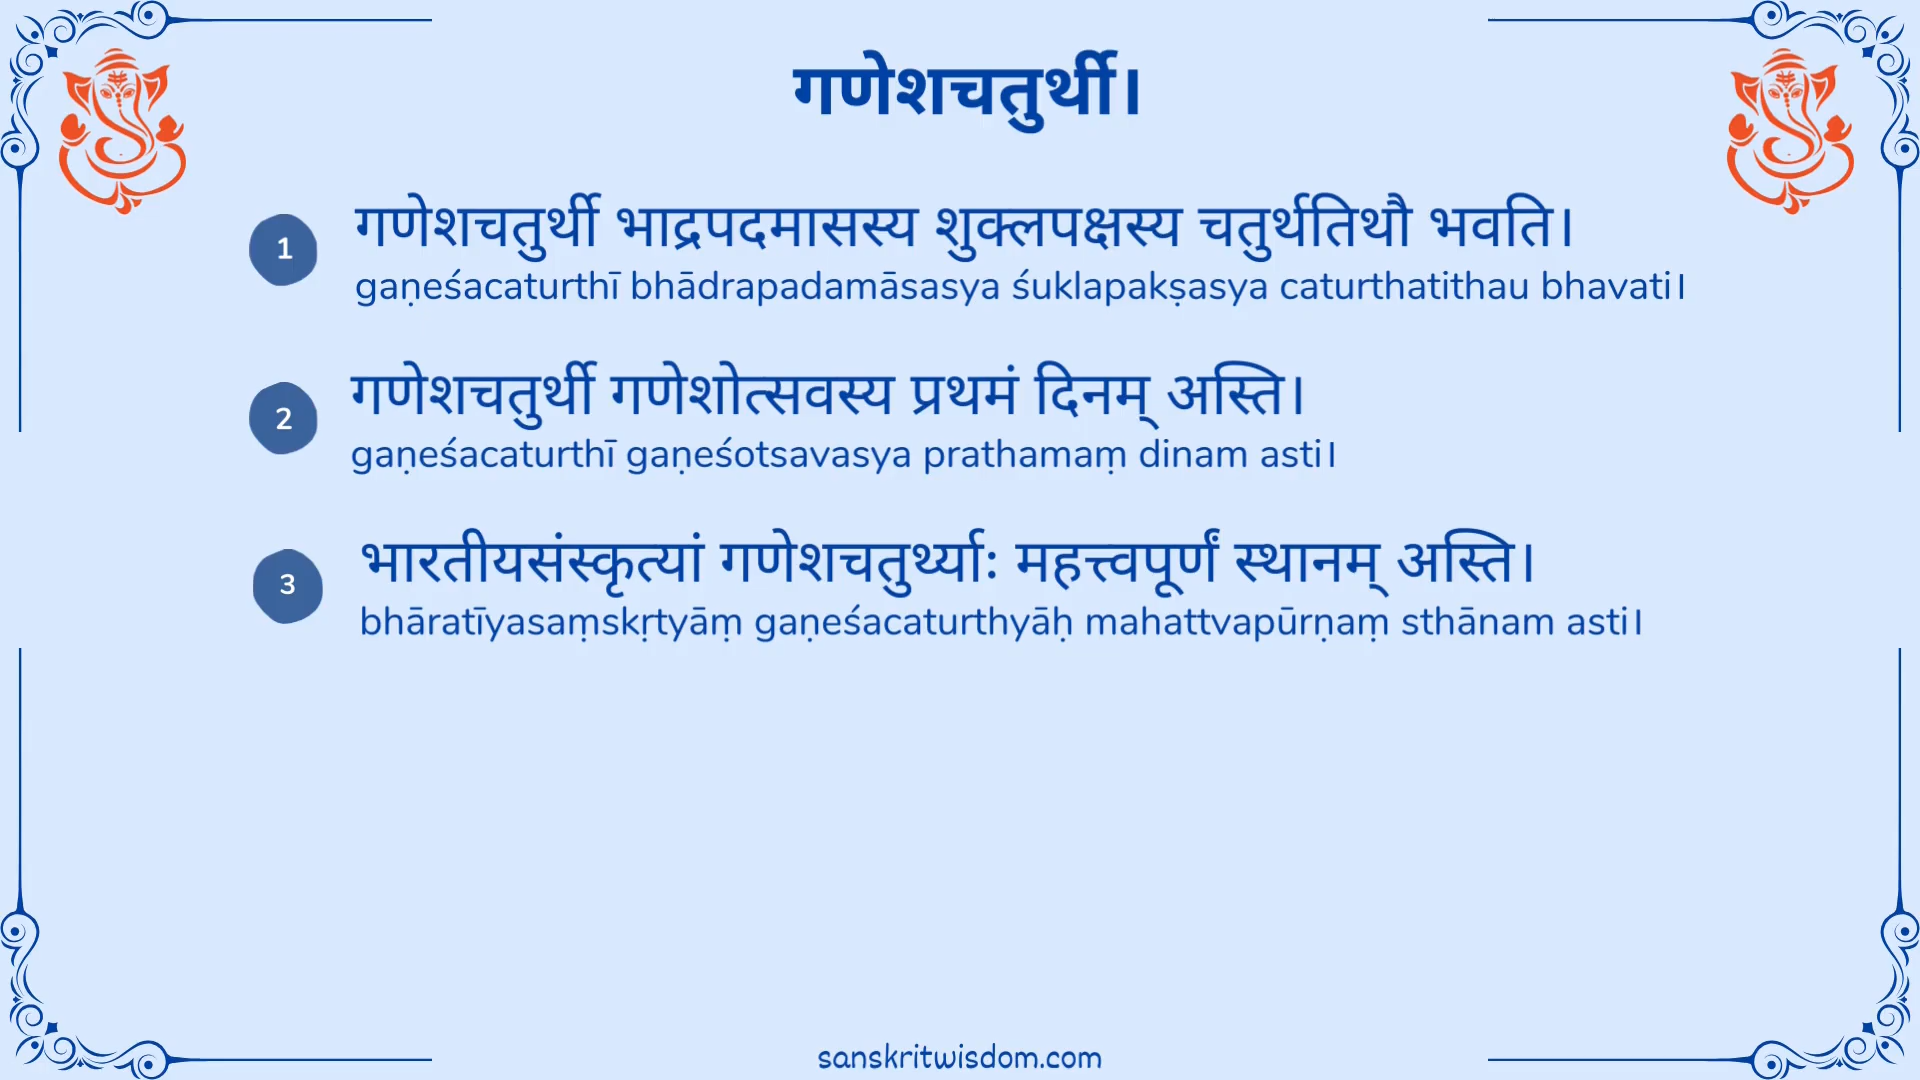 गणेशचतुर्थी।
1
गणेशचतुर्थी भाद्रपदमासस्य शुक्लपक्षस्य चतुर्थतिथौ भवति।
gaṇeśacaturthī bhādrapadamāsasya śuklapakṣasya caturthatithau bhavati।
2
गणेशचतुर्थी गणेशोत्सवस्य प्रथमं दिनम् अस्ति।
gaṇeśacaturthī gaṇeśotsavasya prathamaṃ dinam asti।
3
भारतीयसंस्कृत्यां गणेशचतुर्थ्याः महत्त्वपूर्णं स्थानम् अस्ति।
bhāratīyasaṃskṛtyāṃ gaṇeśacaturthyāḥ mahattvapūrṇaṃ sthānam asti।
sanskritwisdom.com